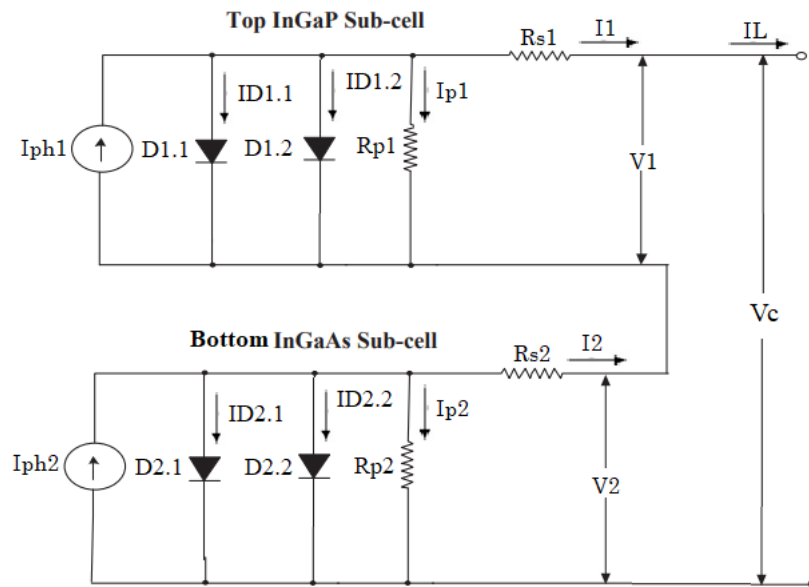 Top InGaP Sub-cell
Rs1
I1
IL
ID1.1
ID1.2
Ip1
Iph1
D1.1
D1.2
Rp1
V1
Vc
Bottom InGaAs Sub-cell
Rs2
I2
ID2.1
ID2.2
Ip2
Iph2
D2.1
D2.2
Rp2
V2